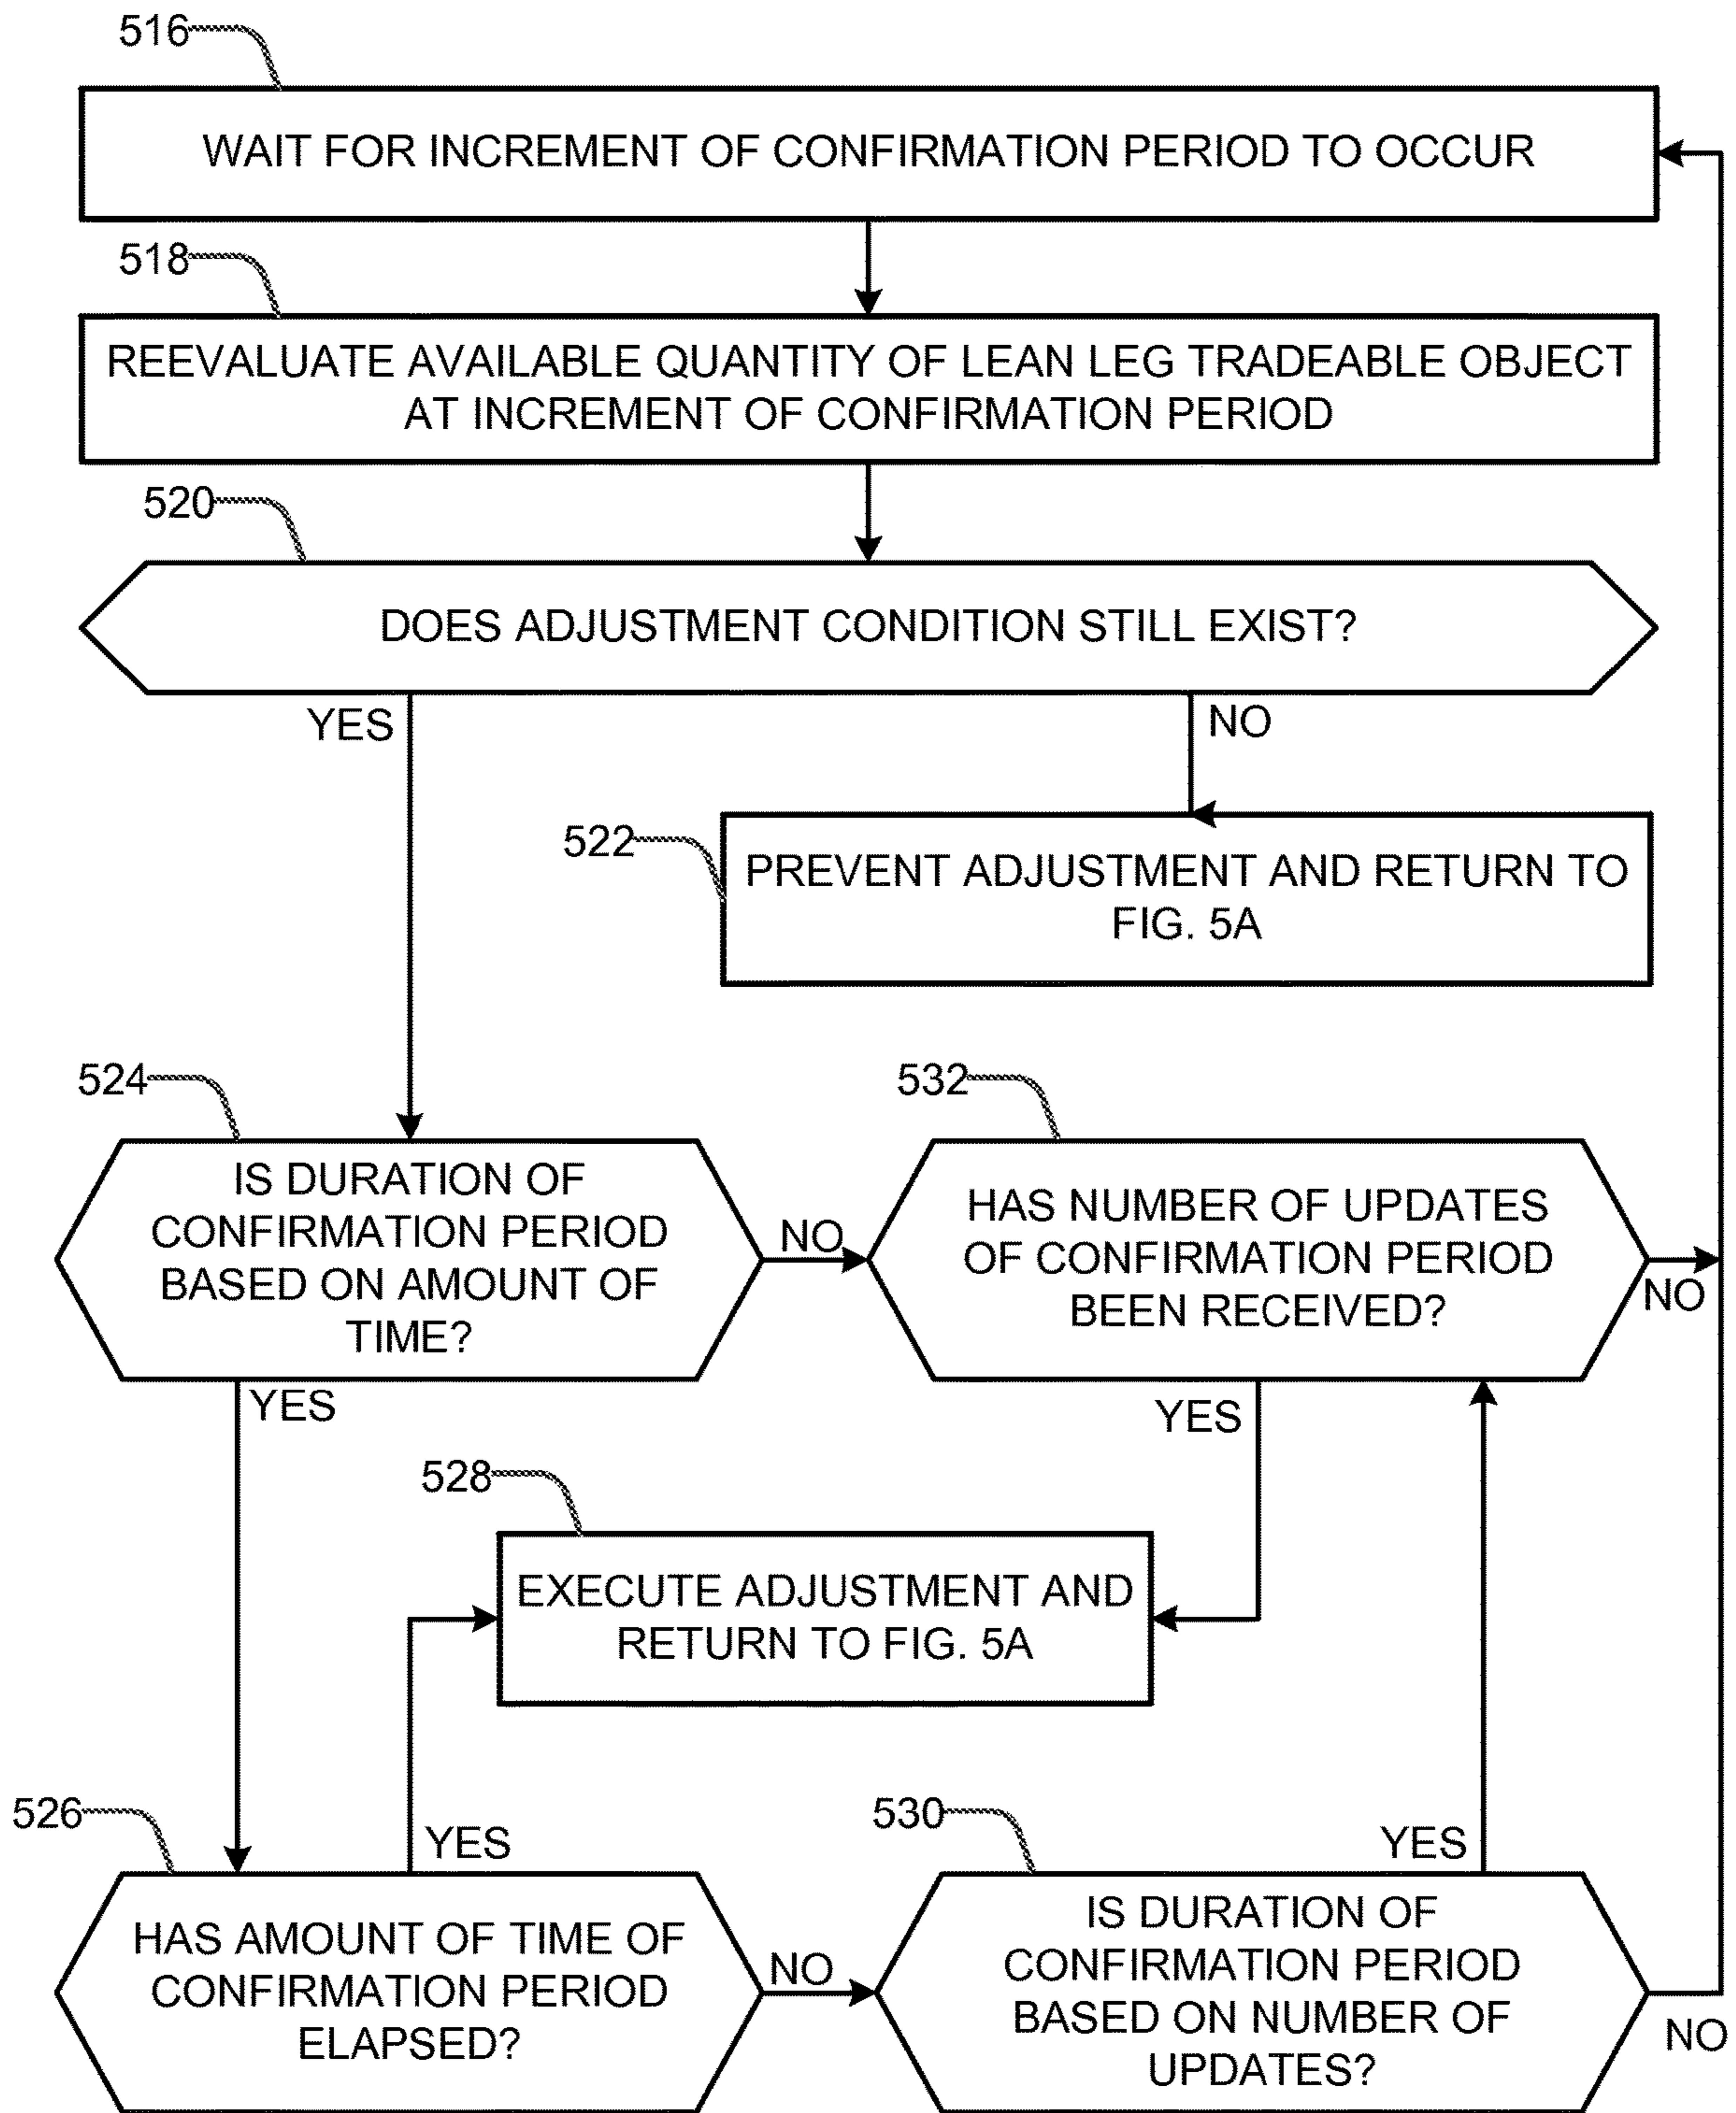 516
WAIT FOR INCREMENT OF CONFIRMATION PERIOD TO OCCUR
518
REEVALUATE AVAILABLE QUANTITY OF LEAN LEG TRADEABLE OBJECT
AT INCREMENT OF CONFIRMATION PERIOD
520
DOES ADJUSTMENT CONDITION STILL EXIST?
YES
NO
522
PREVENT ADJUSTMENT AND RETURN TO
FIG. 5A
524
IS DURATION OF
CONFIRMATION PERIOD
BASED ON AMOUNT OF
TIME?
NO
YES
532
HAS NUMBER OF UPDATES
OF CONFIRMATION PERIOD
BEEN RECEIVED?
NO
YES
528
EXECUTE ADJUSTMENT AND
RETURN TO FIG. 5A
526
YES
HAS AMOUNT OF TIME OF
CONFIRMATION PERIOD
ELAPSED?
NO
530
YES
IS DURATION OF
CONFIRMATION PERIOD
BASED ON NUMBER OF
UPDATES?
NO